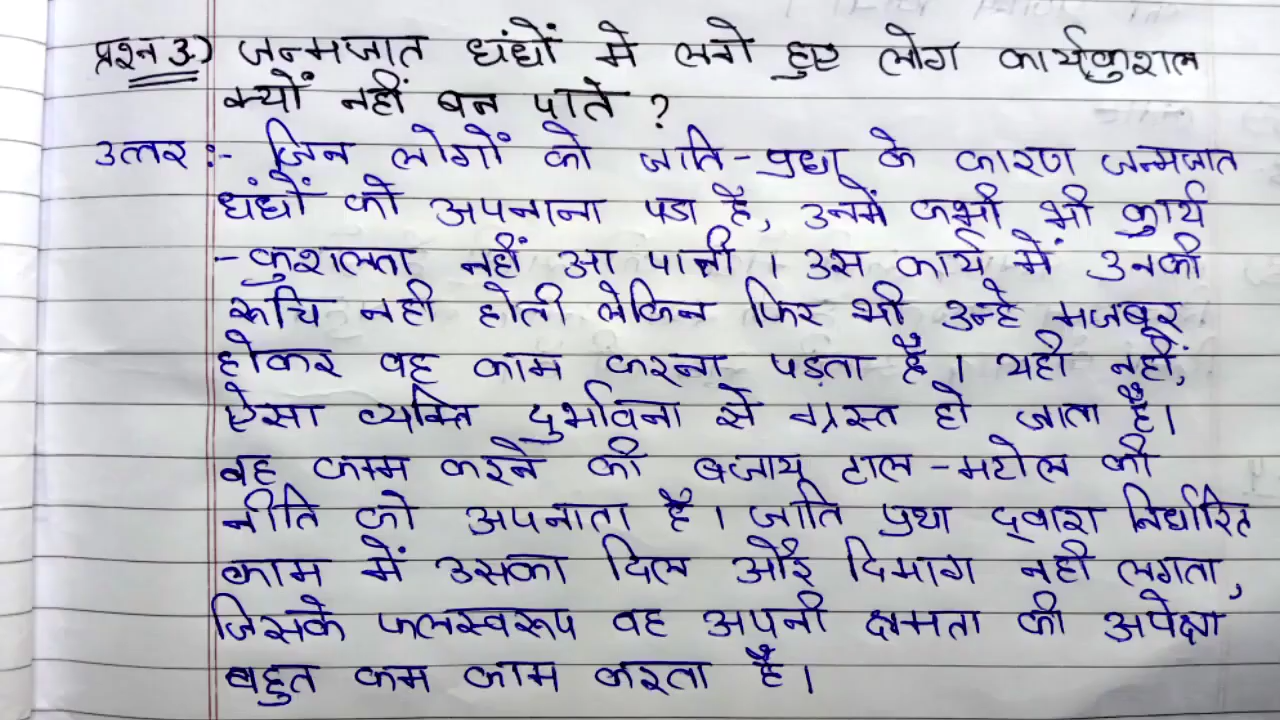 प्रश्न 3.) जन्मजात धंधों मे लगे हुए लोग कार्यकुशल
क्यों नहीं बन पाते ?
उत्तर :- जिन लोगों को जाति-प्रथा के कारण जन्मजात
धंधों को अपनाना पडा है, उनमें कभी भी कार्य
-कुशलता नहीं आ पाती । उस कार्य में उनकी
रूचि नही होती लेकिन फिर भी उन्हे मजबूर
होकर वह काम करना पड़ता है । यही नहीं,
ऐसा व्यक्ति दुर्भावना से ग्रस्त हो जाता है।
वह काम करने की बजाय टाल-मटोल की
नीति को अपनाता है । जाति प्रथा द्वारा निर्धारित
काम में उसका दिल और दिमाग नही लगता,
जिसके फलस्वरूप वह अपनी क्षमता की अपेक्षा
बहुत कम काम करता है ।